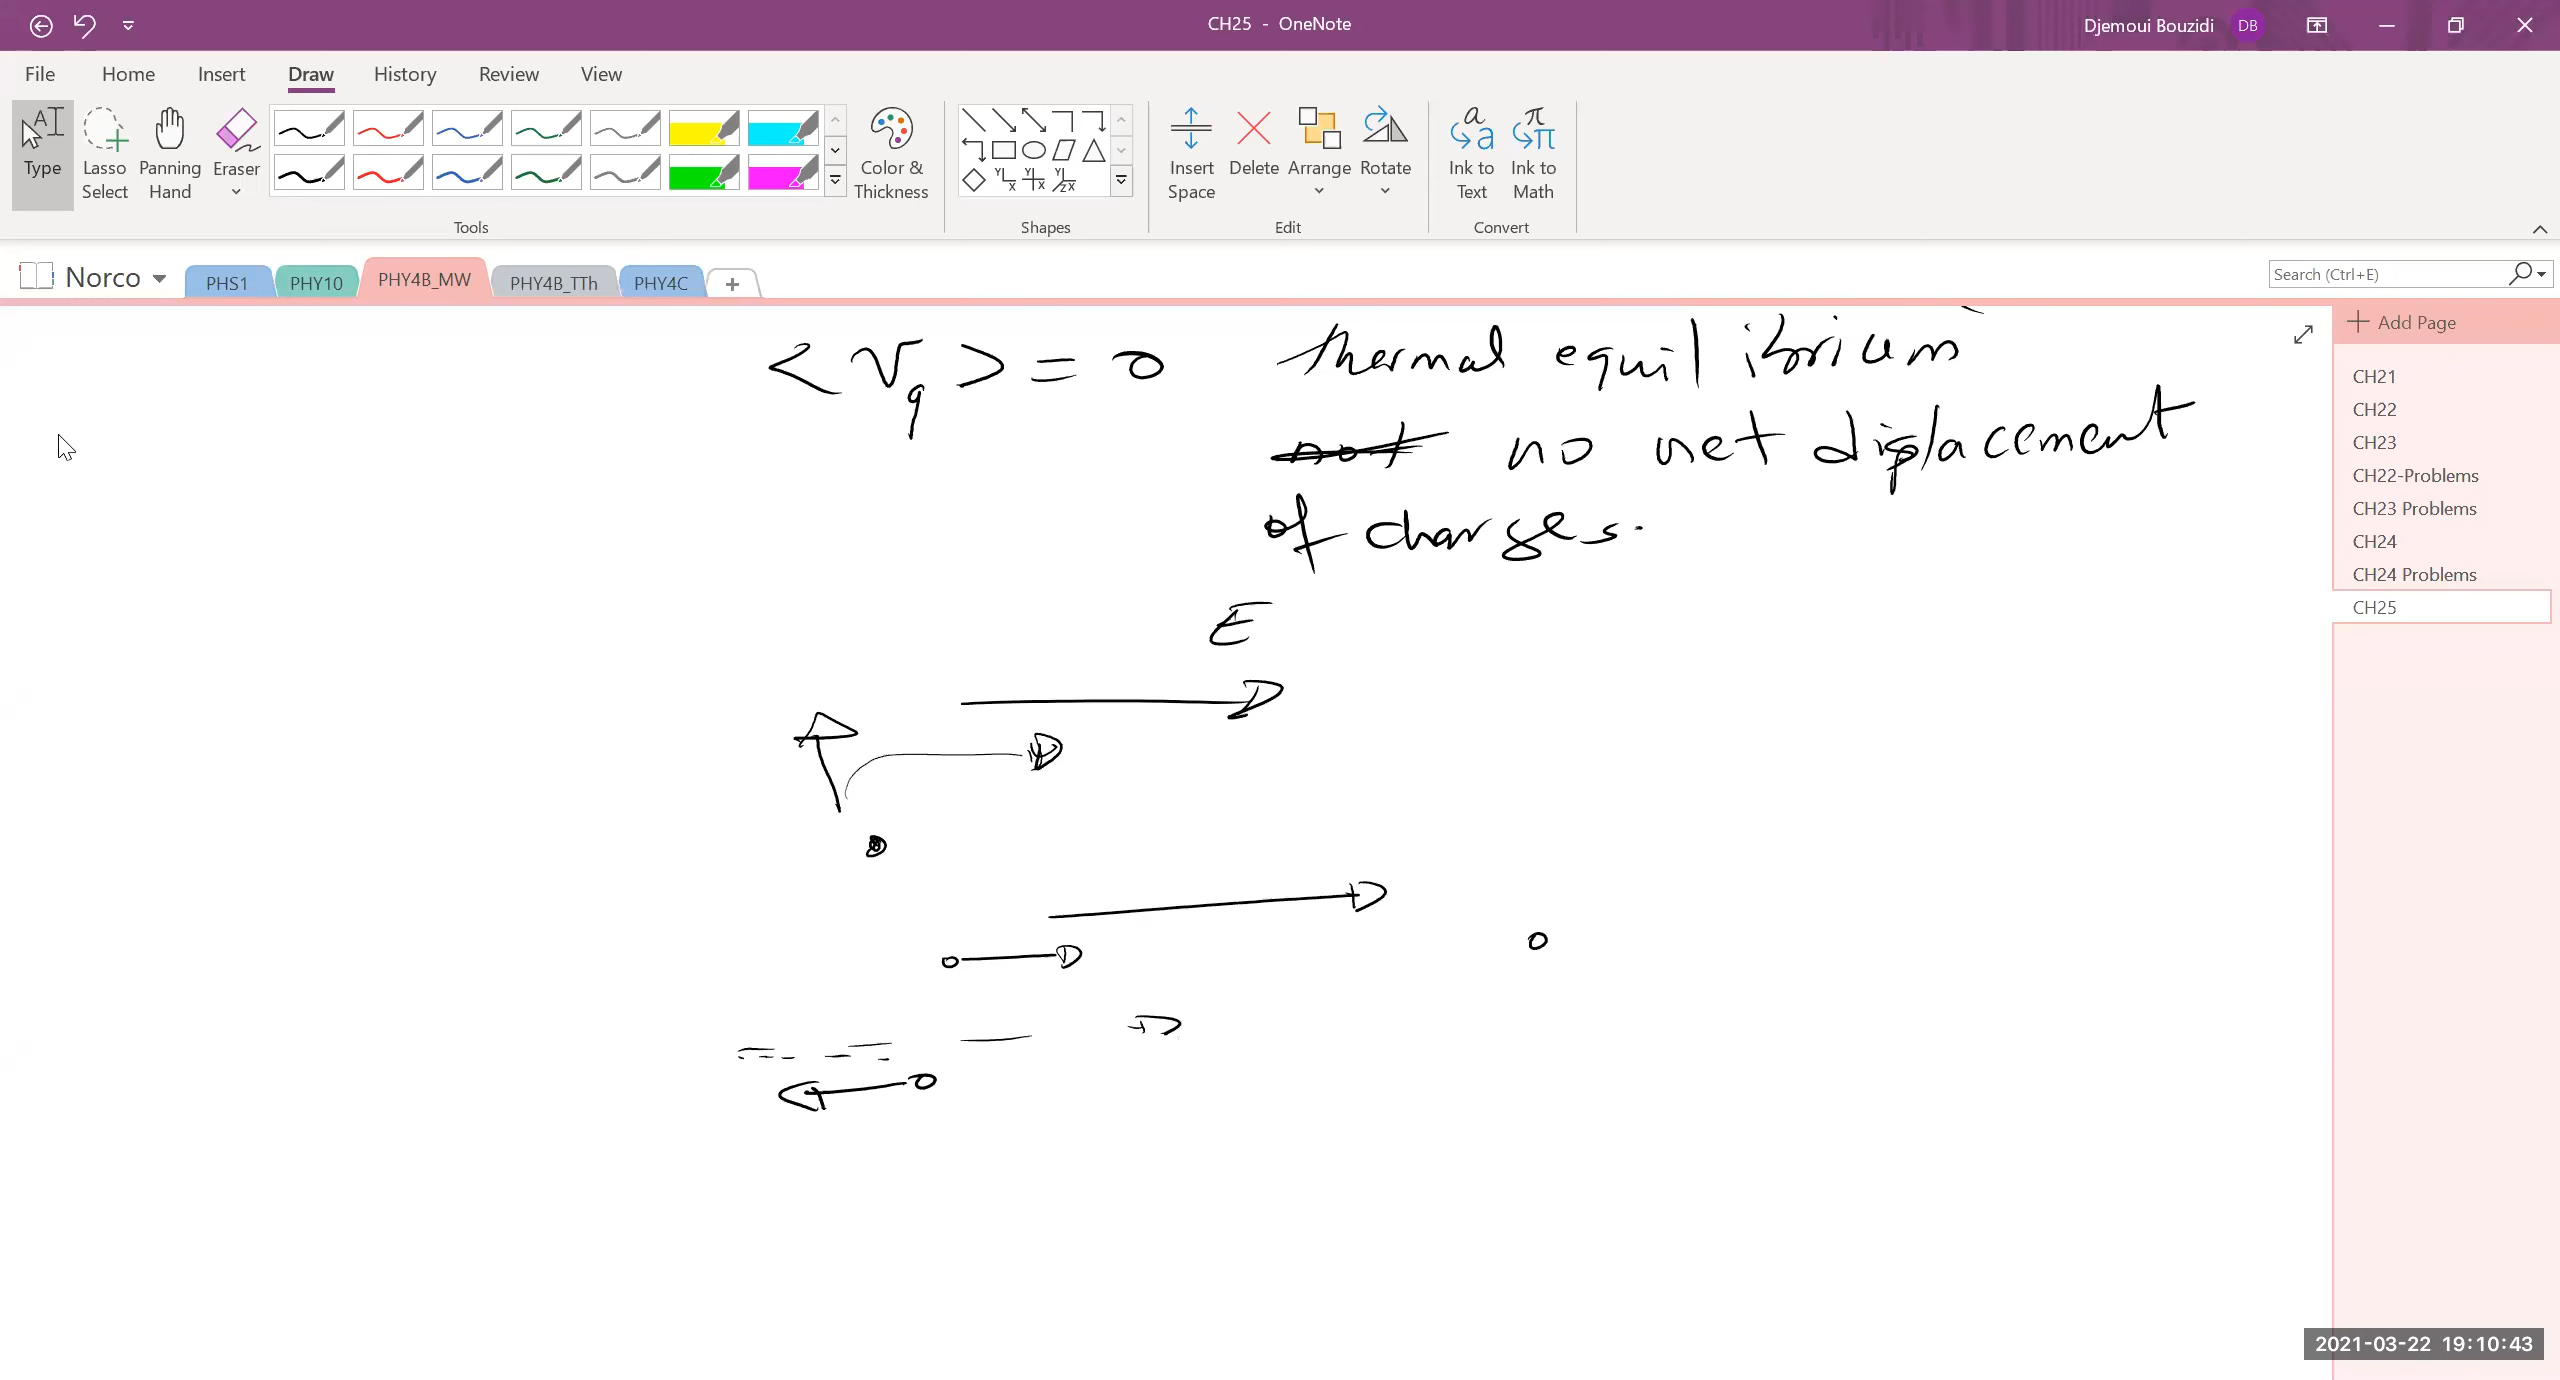 CH25 - OneNote
Djemoui Bouzidi DB
File Home Insert Draw History Review View
Type
Lasso Select
Panning Hand
Eraser
Color & Thickness
Insert Space
Delete
Arrange
Rotate
Ink to Text
Ink to Math
Tools Shapes Edit Convert
Norco PHS1 PHY10 PHY4B_MW PHY4B_TTh PHY4C +
Search (Ctrl+E)
Add Page
CH21
CH22
CH23
CH22-Problems
CH23 Problems
CH24
CH24 Problems
CH25
<Vq> = 0 thermal equilibrium
not no net displacement
of charges.
E
2021-03-22 19:10:43